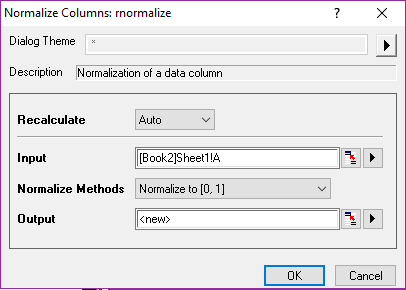 Normalize Columns: rnormalize ? ×
Dialog Theme *
Description Normalization of a data column
Recalculate Auto
Input [Book2]Sheet1!A
Normalize Methods Normalize to [0, 1]
Output <new>
OK Cancel